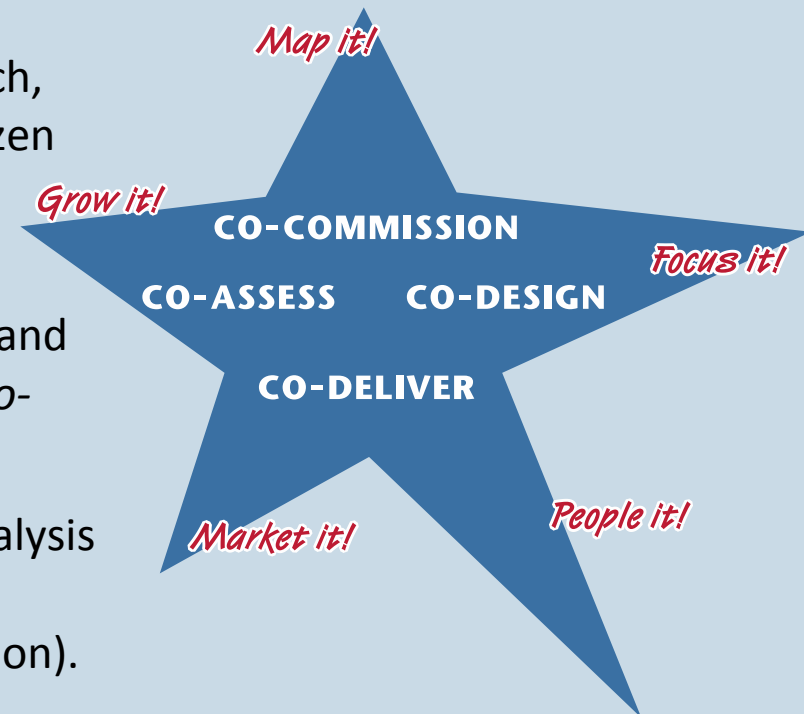 ch,
zen
and
o-
alysis
on).
Map it!
Grow it!
Focus it!
CO-COMMISSION
CO-ASSESS CO-DESIGN
CO-DELIVER
Market it!
People it!